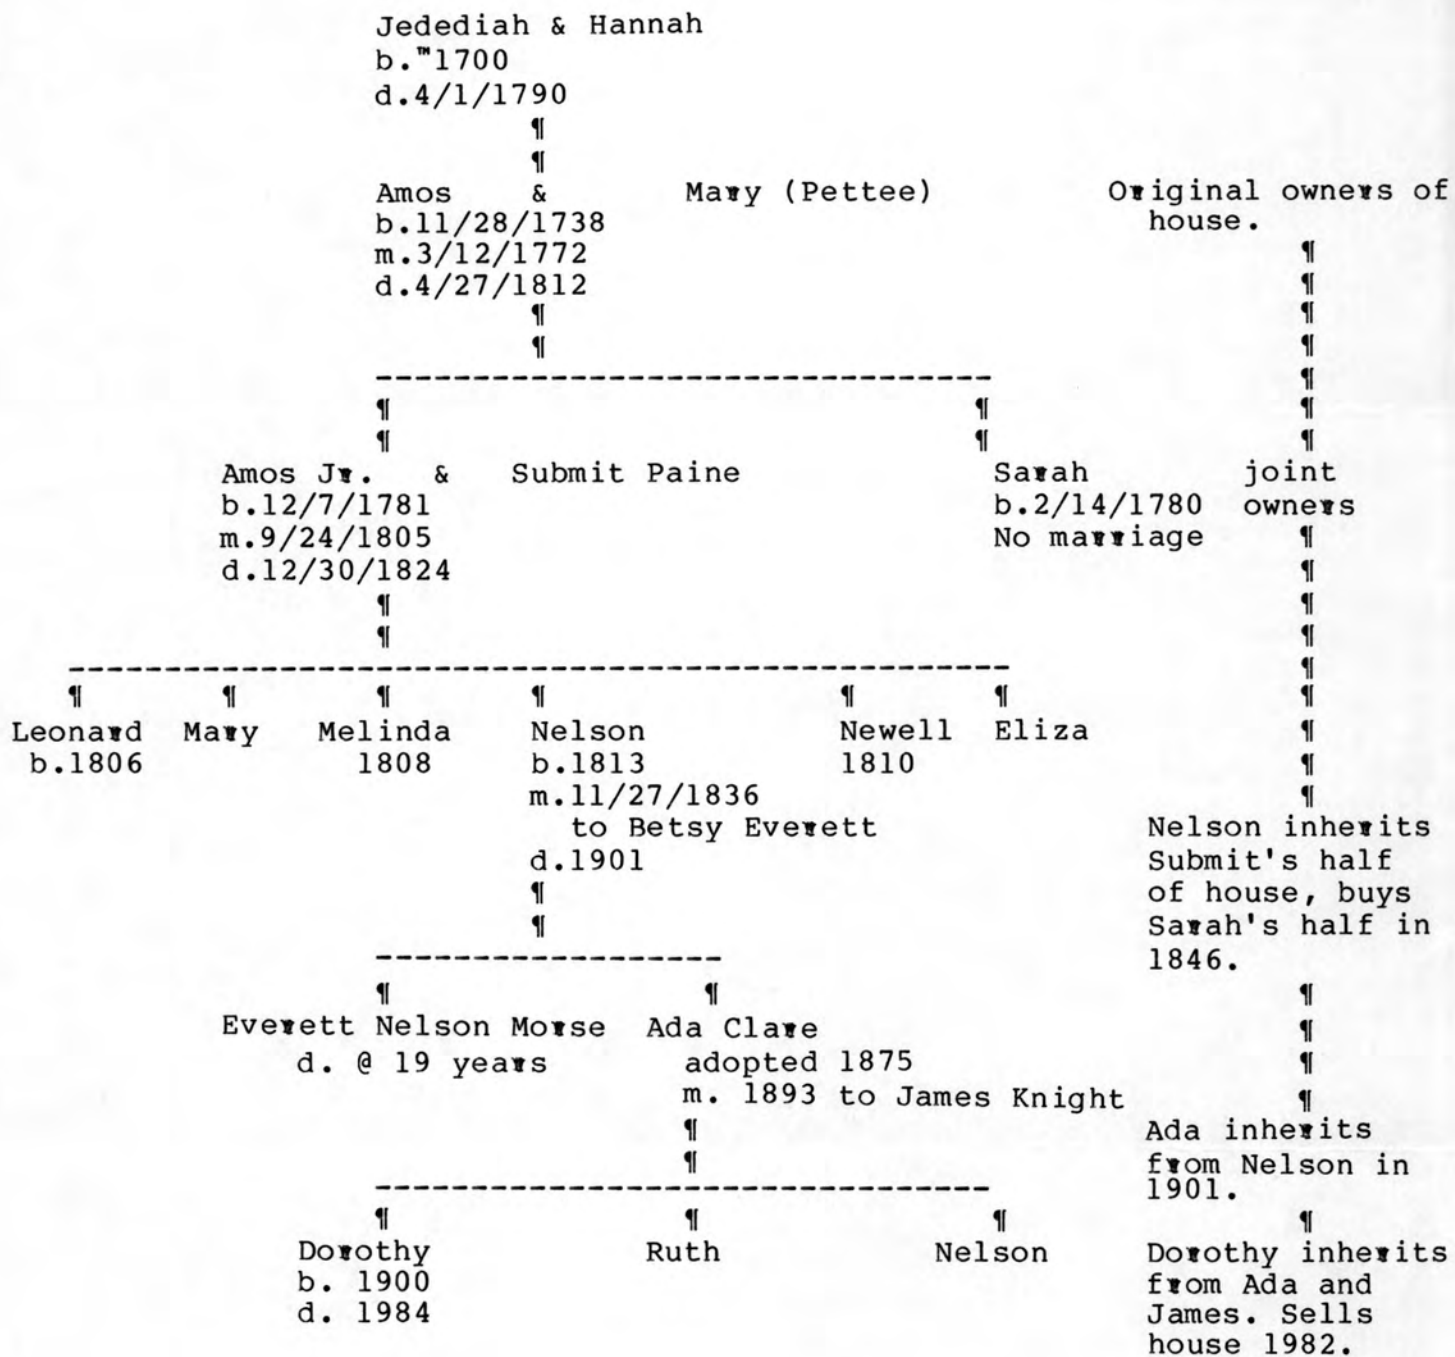 Jedediah & Hannah
b.™1700
d.4/1/1790
¶
¶
Amos & Mary (Pettee) Original owners of
b.11/28/1738 house.
m.3/12/1772 ¶
d.4/27/1812 ¶
¶ ¶
¶ ¶
-------------------------------- ¶
¶ ¶ ¶
¶ ¶ ¶
Amos Jr. & Submit Paine Sarah joint
b.12/7/1781 b.2/14/1780 owners
m.9/24/1805 No marriage ¶
d.12/30/1824 ¶
¶ ¶
¶ ¶
------------------------------------------------- ¶
¶ ¶ ¶ ¶ ¶ ¶ ¶
Leonard Mary Melinda Nelson Newell Eliza ¶
b.1806 1808 b.1813 1810 ¶
m.11/27/1836 ¶
to Betsy Everett Nelson inherits
d.1901 Submit's half
¶ of house, buys
¶ Sarah's half in
------------------ 1846.
¶ ¶ ¶
Everett Nelson Morse Ada Clare ¶
d. @ 19 years adopted 1875 ¶
m. 1893 to James Knight ¶
¶ Ada inherits
¶ from Nelson in
-------------------------------- 1901.
¶ ¶ ¶ ¶
Dorothy Ruth Nelson Dorothy inherits
b. 1900 from Ada and
d. 1984 James. Sells
house 1982.